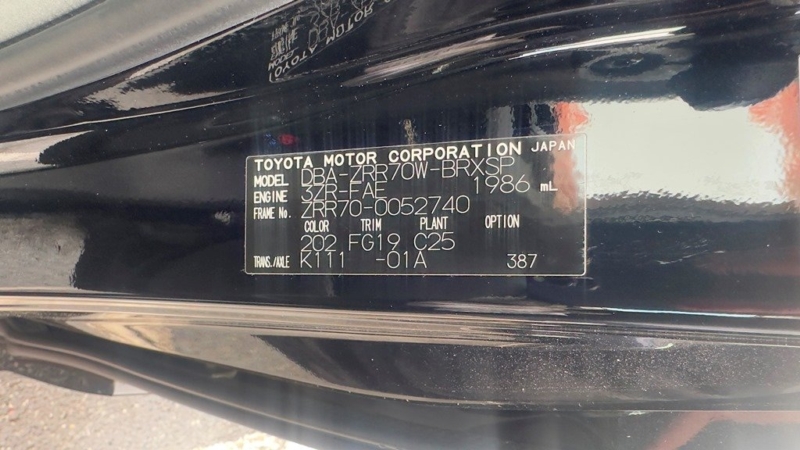 TOYOTA MOTOR CORPORATION JAPAN
MODEL DBA-ZRR70W-BRXSP
ENGINE 3ZR-FAE 1986 mL
FRAME No. ZRR70-0052740
COLOR TRIM PLANT OPTION
202 FG19 C25
TRANS./AXLE K111 -01A 387